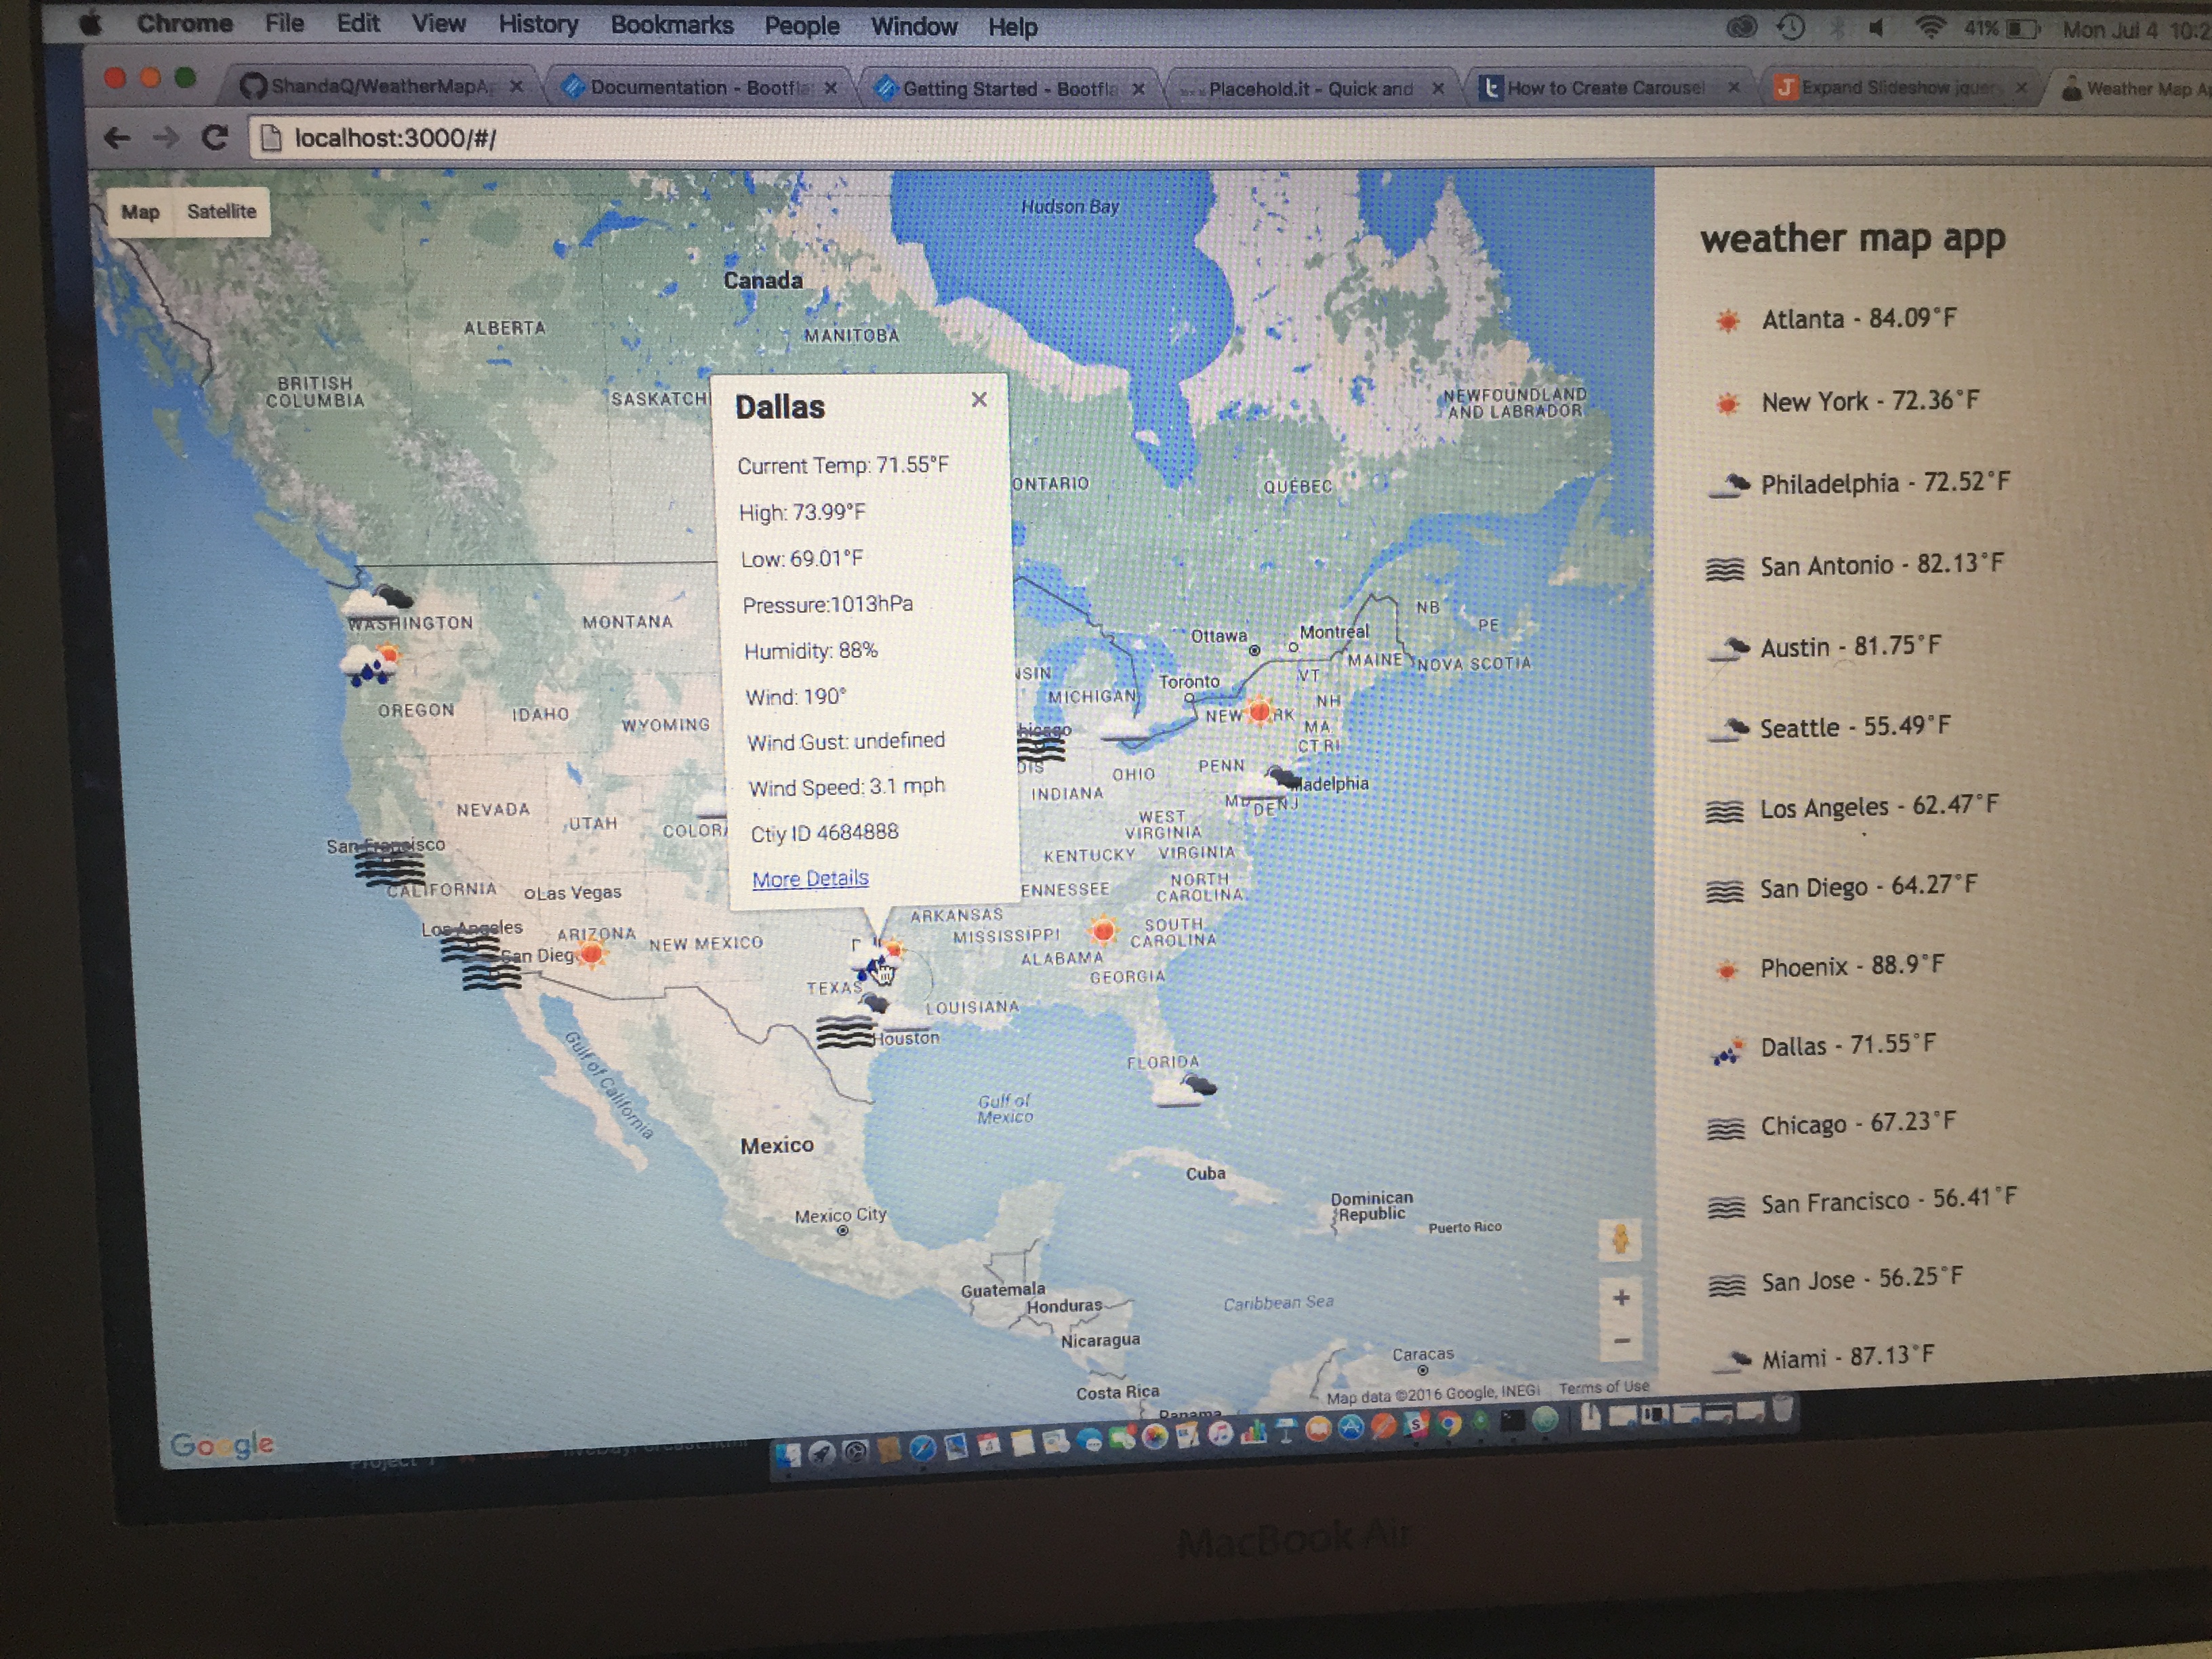 Chrome File Edit View History Bookmarks People Window Help 41% Mon Jul 4 10:2
ShandaQ/WeatherMapA
Documentation - Bootfla
Getting Started - Bootfla
Placehold.it - Quick and
How to Create Carousel
Expand Slideshow jquer
Weather Map A
localhost:3000/#/
Map Satellite
Hudson Bay
Canada
ALBERTA
MANITOBA
BRITISH
COLUMBIA
SASKATCH
NEWFOUNDLAND
AND LABRADOR
ONTARIO
QUÉBEC
Dallas
Current Temp: 71.55°F
High: 73.99°F
Low: 69.01°F
Pressure:1013hPa
Humidity: 88%
Wind: 190°
Wind Gust: undefined
Wind Speed: 3.1 mph
Ctiy ID 4684888
More Details
WASHINGTON
MONTANA
OREGON
IDAHO
WYOMING
NSIN
MICHIGAN
Ottawa
Montreal
Toronto
NB
PE
MAINE
NOVA SCOTIA
VT
NH
NEW RK
MA
CT RI
hicago
OIS
OHIO
PENN
INDIANA
ladelphia
MD
DE NJ
NEVADA
UTAH
COLORA
WEST
VIRGINIA
KENTUCKY
VIRGINIA
San Francisco
CALIFORNIA
Las Vegas
ENNESSEE
NORTH
CAROLINA
Los Angeles
ARIZONA
NEW MEXICO
ARKANSAS
MISSISSIPPI
SOUTH
CAROLINA
San Dieg
ALABAMA
GEORGIA
TEXAS
LOUISIANA
Houston
FLORIDA
Gulf of California
Gulf of
Mexico
Mexico
Cuba
Mexico City
Dominican
Republic
Puerto Rico
Guatemala
Honduras
Caribbean Sea
Nicaragua
Caracas
Costa Rica
Panama
Google
Map data ©2016 Google, INEGI Terms of Use
weather map app
Atlanta - 84.09°F
New York - 72.36°F
Philadelphia - 72.52°F
San Antonio - 82.13°F
Austin - 81.75°F
Seattle - 55.49°F
Los Angeles - 62.47°F
San Diego - 64.27°F
Phoenix - 88.9°F
Dallas - 71.55°F
Chicago - 67.23°F
San Francisco - 56.41°F
San Jose - 56.25°F
Miami - 87.13°F
MacBook Air